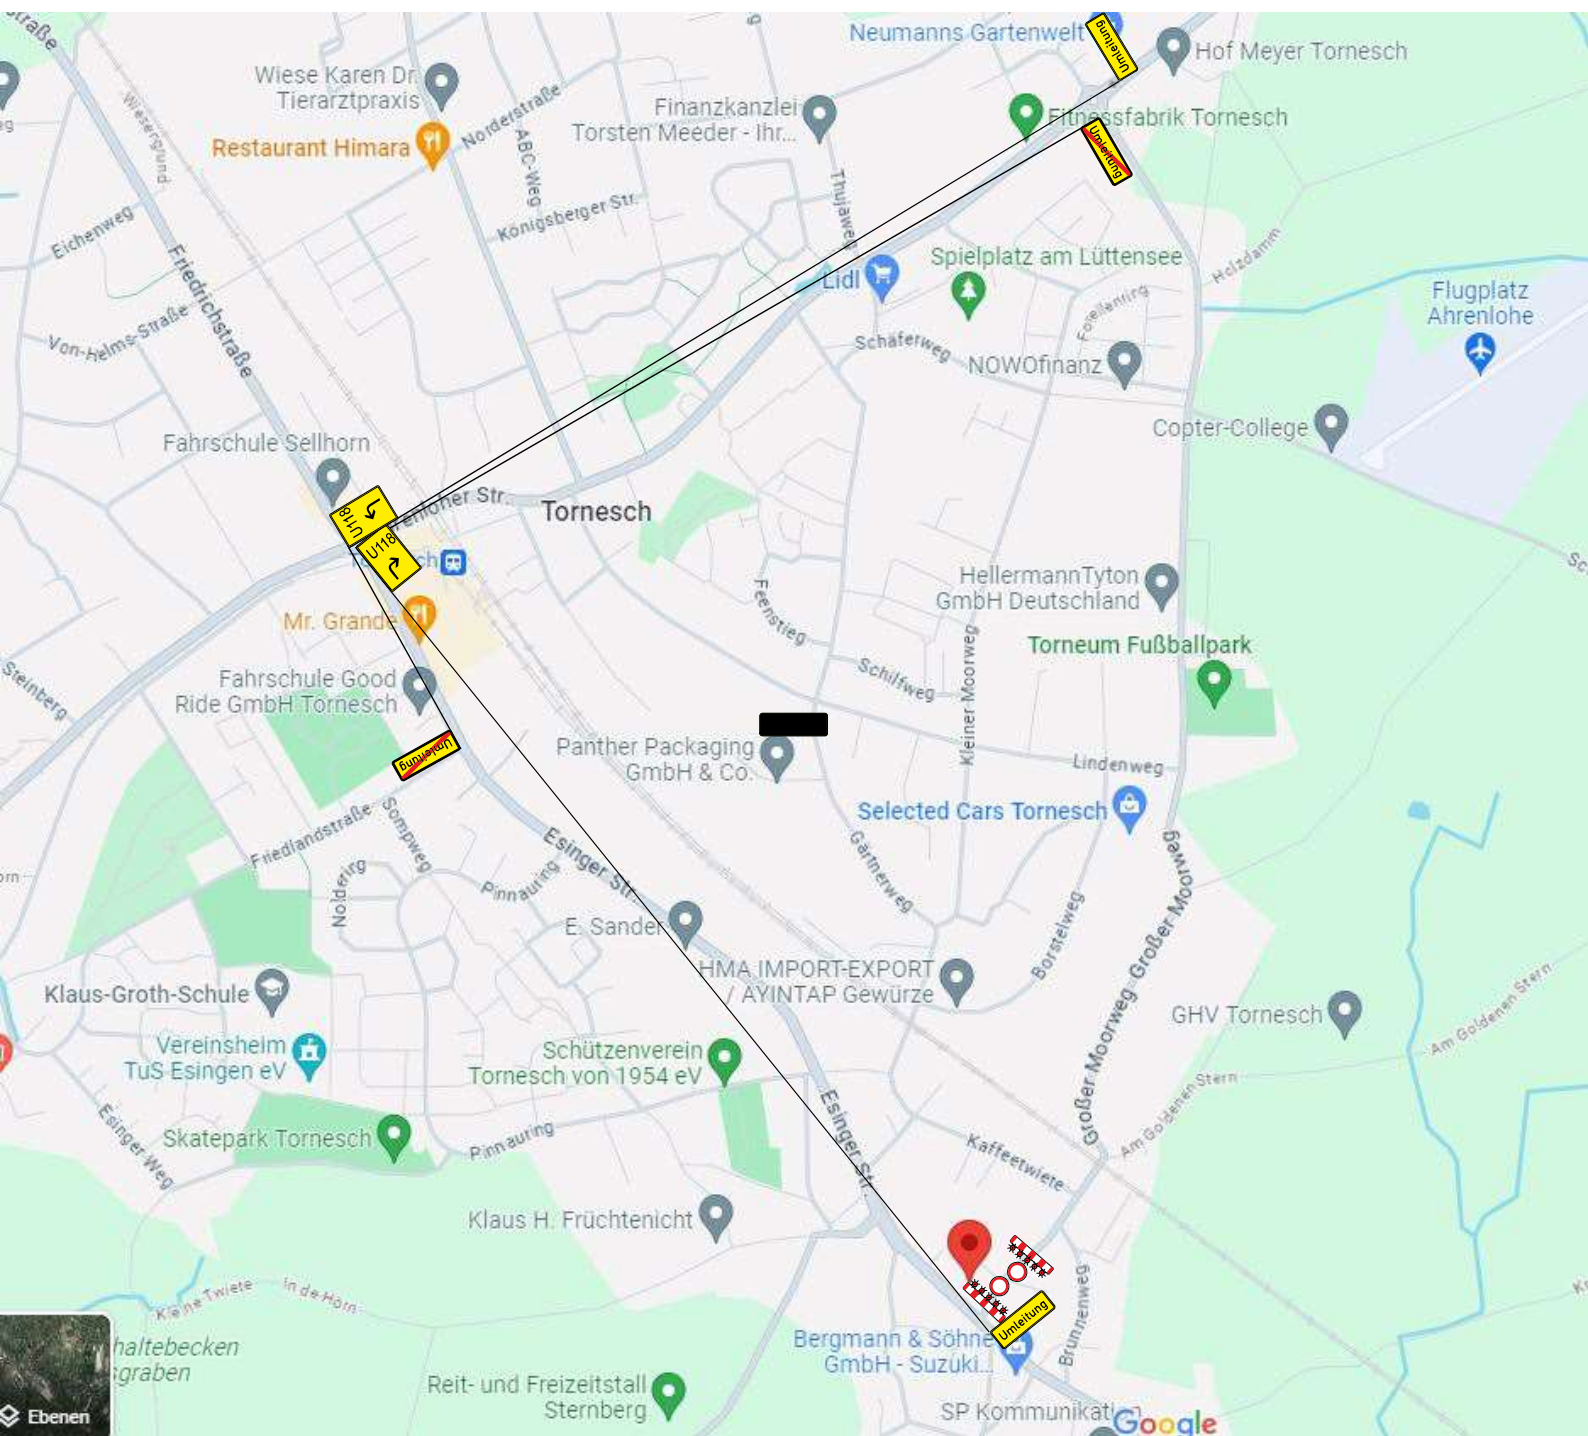 Neumanns Gartenwelt
Umleitung
Hof Meyer Tornesch
Wiese Karen Dr.
Tierarztpraxis
Norderstraße
Finanzkanzlei
Torsten Meeder - Ihr...
Fitnessfabrik Tornesch
Umleitung
Wiesengrund
Restaurant Himara
ABC-Weg
Thujaweg
Königsberger Str.
Eichenweg
Friedrichstraße
Spielplatz am Lüttensee
Holzdamm
Lidl
Forellenring
Flugplatz
Ahrenlohe
Von-Helms-Straße
Schäferweg
NOWOfinanz
Fahrschule Sellhorn
Copter-College
Tornesch
U118
U118
Feenstieg
HellermannTyton
GmbH Deutschland
Mr. Grande
Kleiner Moorweg
Torneum Fußballpark
Steinberg
Fahrschule Good
Ride GmbH Tornesch
Schilfweg
Umleitung
Panther Packaging
GmbH & Co.
Lindenweg
Selected Cars Tornesch
Friedlandstraße
Sompweg
Esinger Str.
Gärtnerweg
Großer Moorweg
Pinnauring
E. Sander
Borstelweg
HMA IMPORT-EXPORT
/ AYINTAP Gewürze
Klaus-Groth-Schule
Großer Moorweg
GHV Tornesch
Am Goldenen Stern
Vereinsheim
TuS Esingen eV
Schützenverein
Tornesch von 1954 eV
Am Goldenen Stern
Esinger Weg
Esinger Str.
Skatepark Tornesch
Pinnauring
Kaffeetwiete
Klaus H. Früchtenicht
Kleine Twiete
In de Hörn
Brunnenweg
Umleitung
haltebecken
sgraben
Bergmann & Söhne
GmbH - Suzuki...
Reit- und Freizeitstall
Sternberg
Ebenen
SP Kommunikation
Google